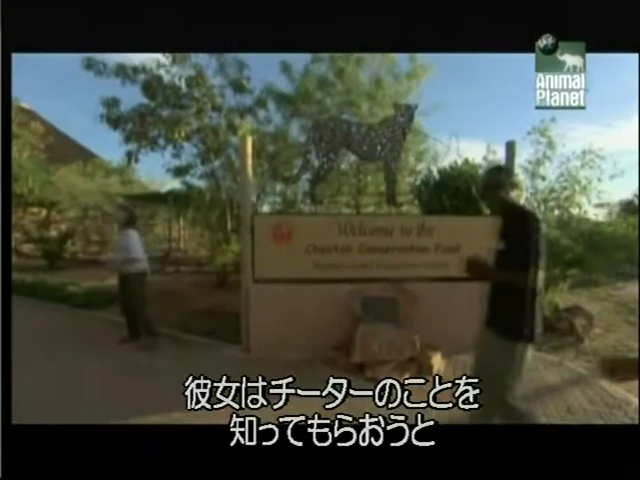 Animal
Planet
Welcome to the
Cheetah Conservation Fund
彼女はチーターのことを
知ってもらおうと